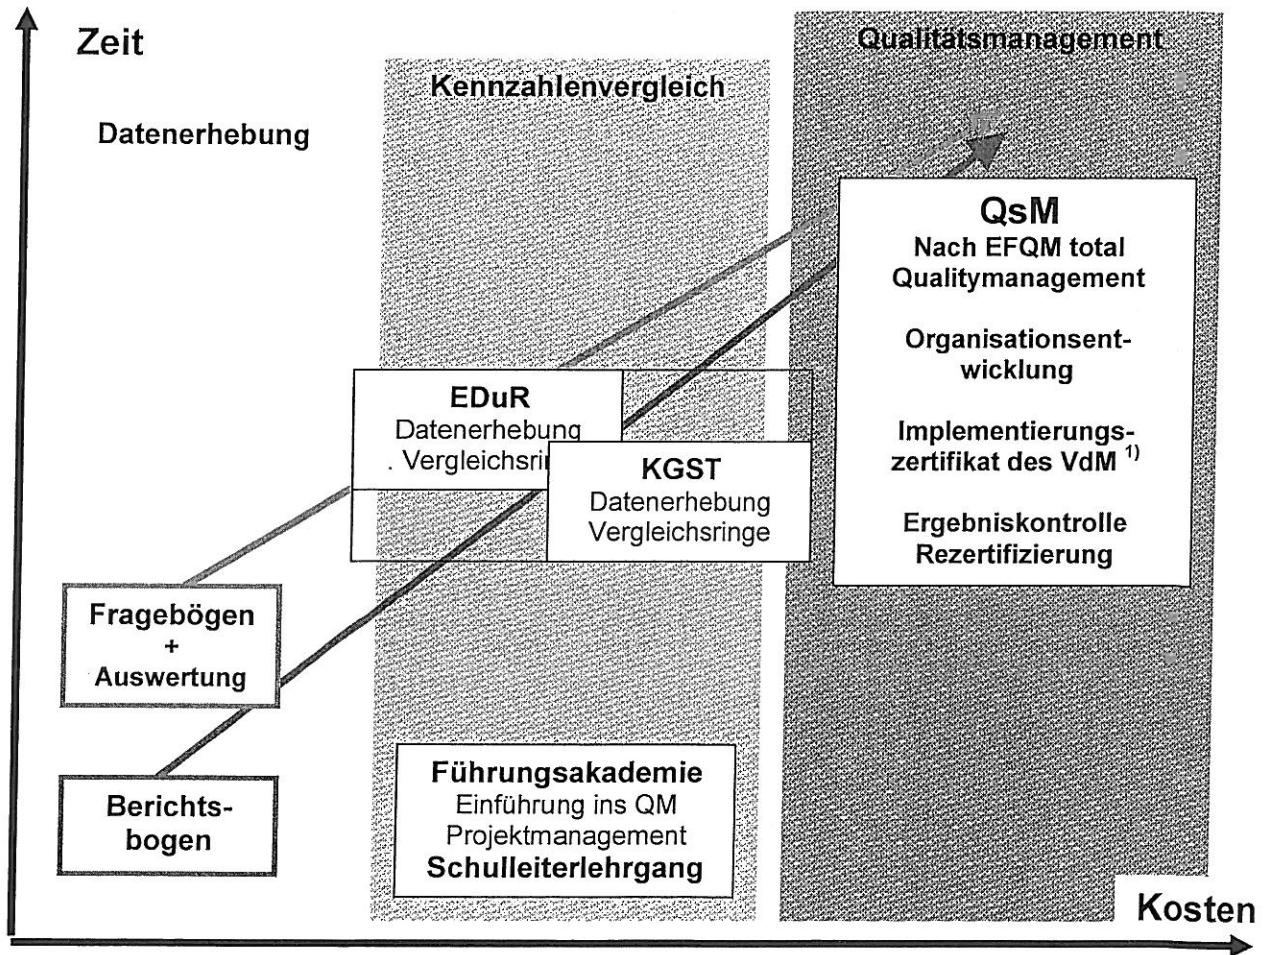 Zeit
Qualitätsmanagement
Kennzahlenvergleich
Datenerhebung
QsM
Nach EFQM total
Qualitymanagement
Organisationsent-
wicklung
Implementierungs-
zertifikat des VdM 1)
Ergebniskontrolle
Rezertifizierung
EDuR
Datenerhebung
. Vergleichsri
KGST
Datenerhebung
Vergleichsringe
Fragebögen
+
Auswertung
Berichts-
bogen
Führungsakademie
Einführung ins QM
Projektmanagement
Schulleiterlehrgang
Kosten